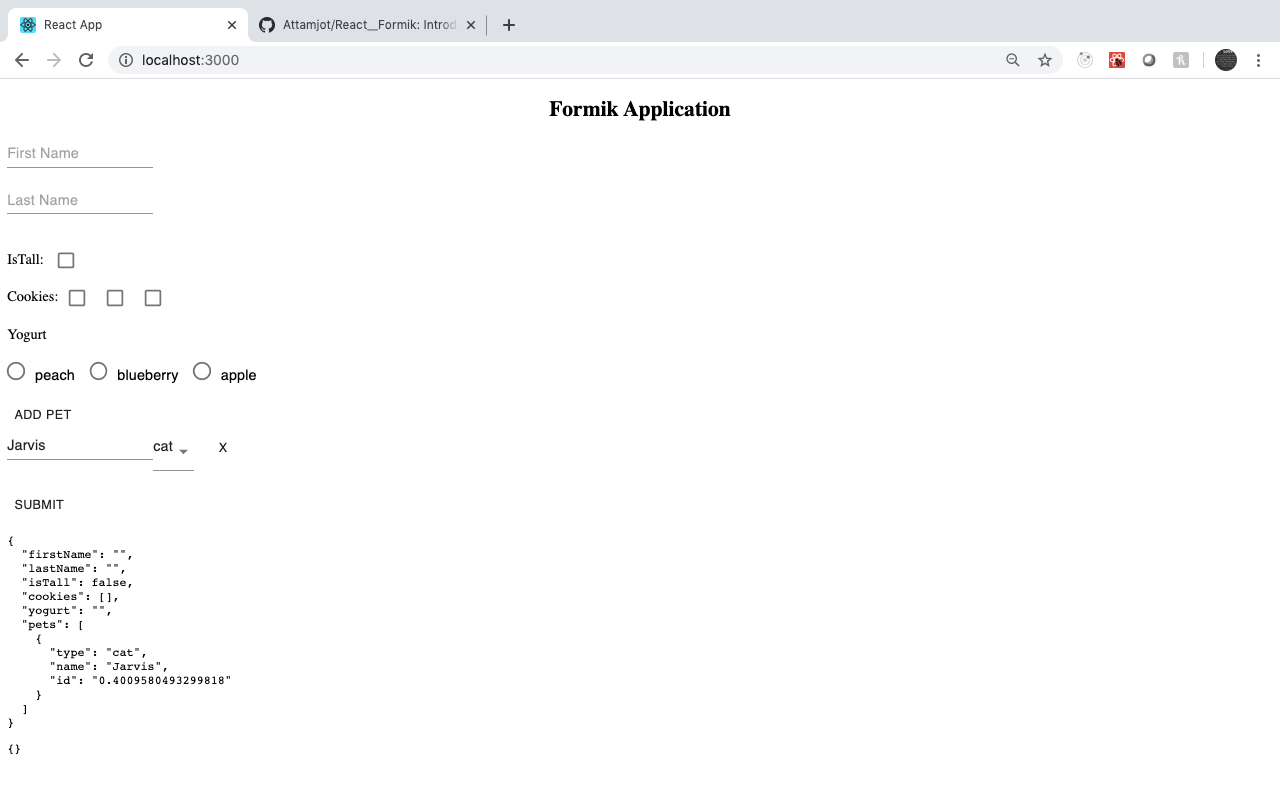 React App
Attamjot/React__Formik: Introd
localhost:3000
Formik Application
First Name
Last Name
IsTall:
Cookies:
Yogurt
peach blueberry apple
ADD PET
Jarvis cat X
SUBMIT
{
  "firstName": "",
  "lastName": "",
  "isTall": false,
  "cookies": [],
  "yogurt": "",
  "pets": [
    {
      "type": "cat",
      "name": "Jarvis",
      "id": "0.4009580493299818"
    }
  ]
}
{}